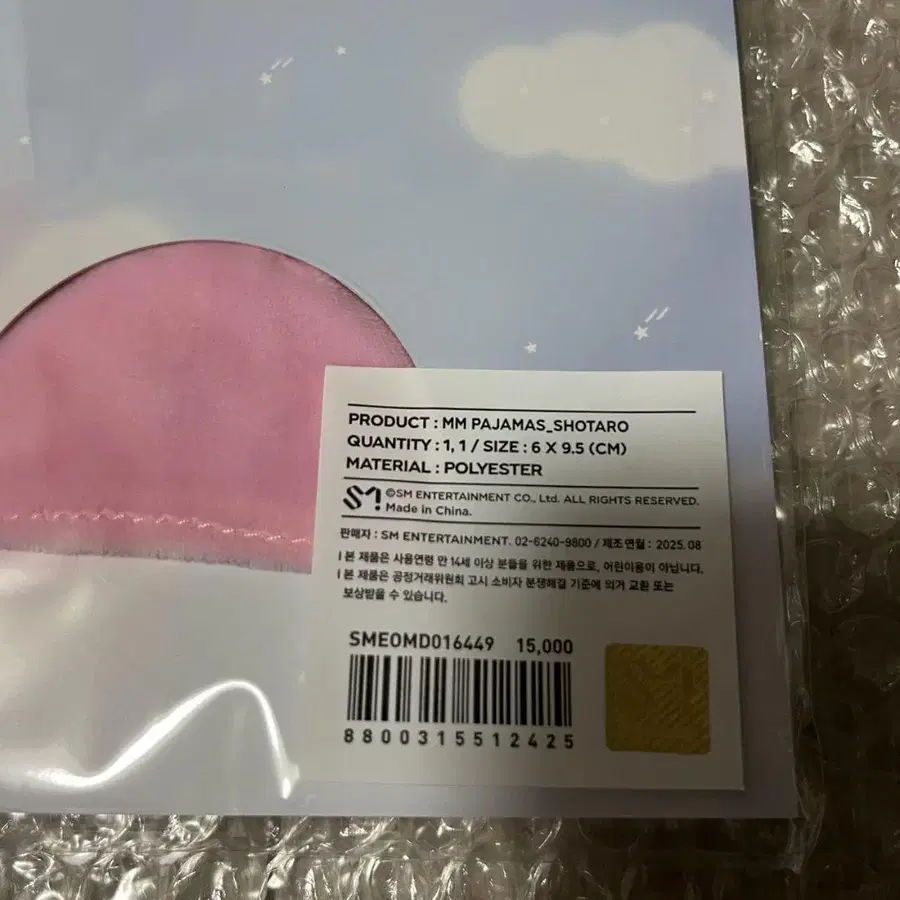 PRODUCT : MM PAJAMAS_SHOTARO
QUANTITY : 1, 1 / SIZE : 6 X 9.5 (CM)
MATERIAL : POLYESTER
SM ©SM ENTERTAINMENT CO., Ltd. ALL RIGHTS RESERVED.
Made in China.
판매자 : SM ENTERTAINMENT. 02-6240-9800 / 제조연월 : 2025. 08
I 본 제품은 사용연령 만 14세 이상 분들을 위한 제품으로, 어린이용이 아닙니다.
I 본 제품은 공정거래위원회 고시 소비자 분쟁해결 기준에 의거 교환 또는
보상받을 수 있습니다.
SMEOMD016449 15,000
8800315512425